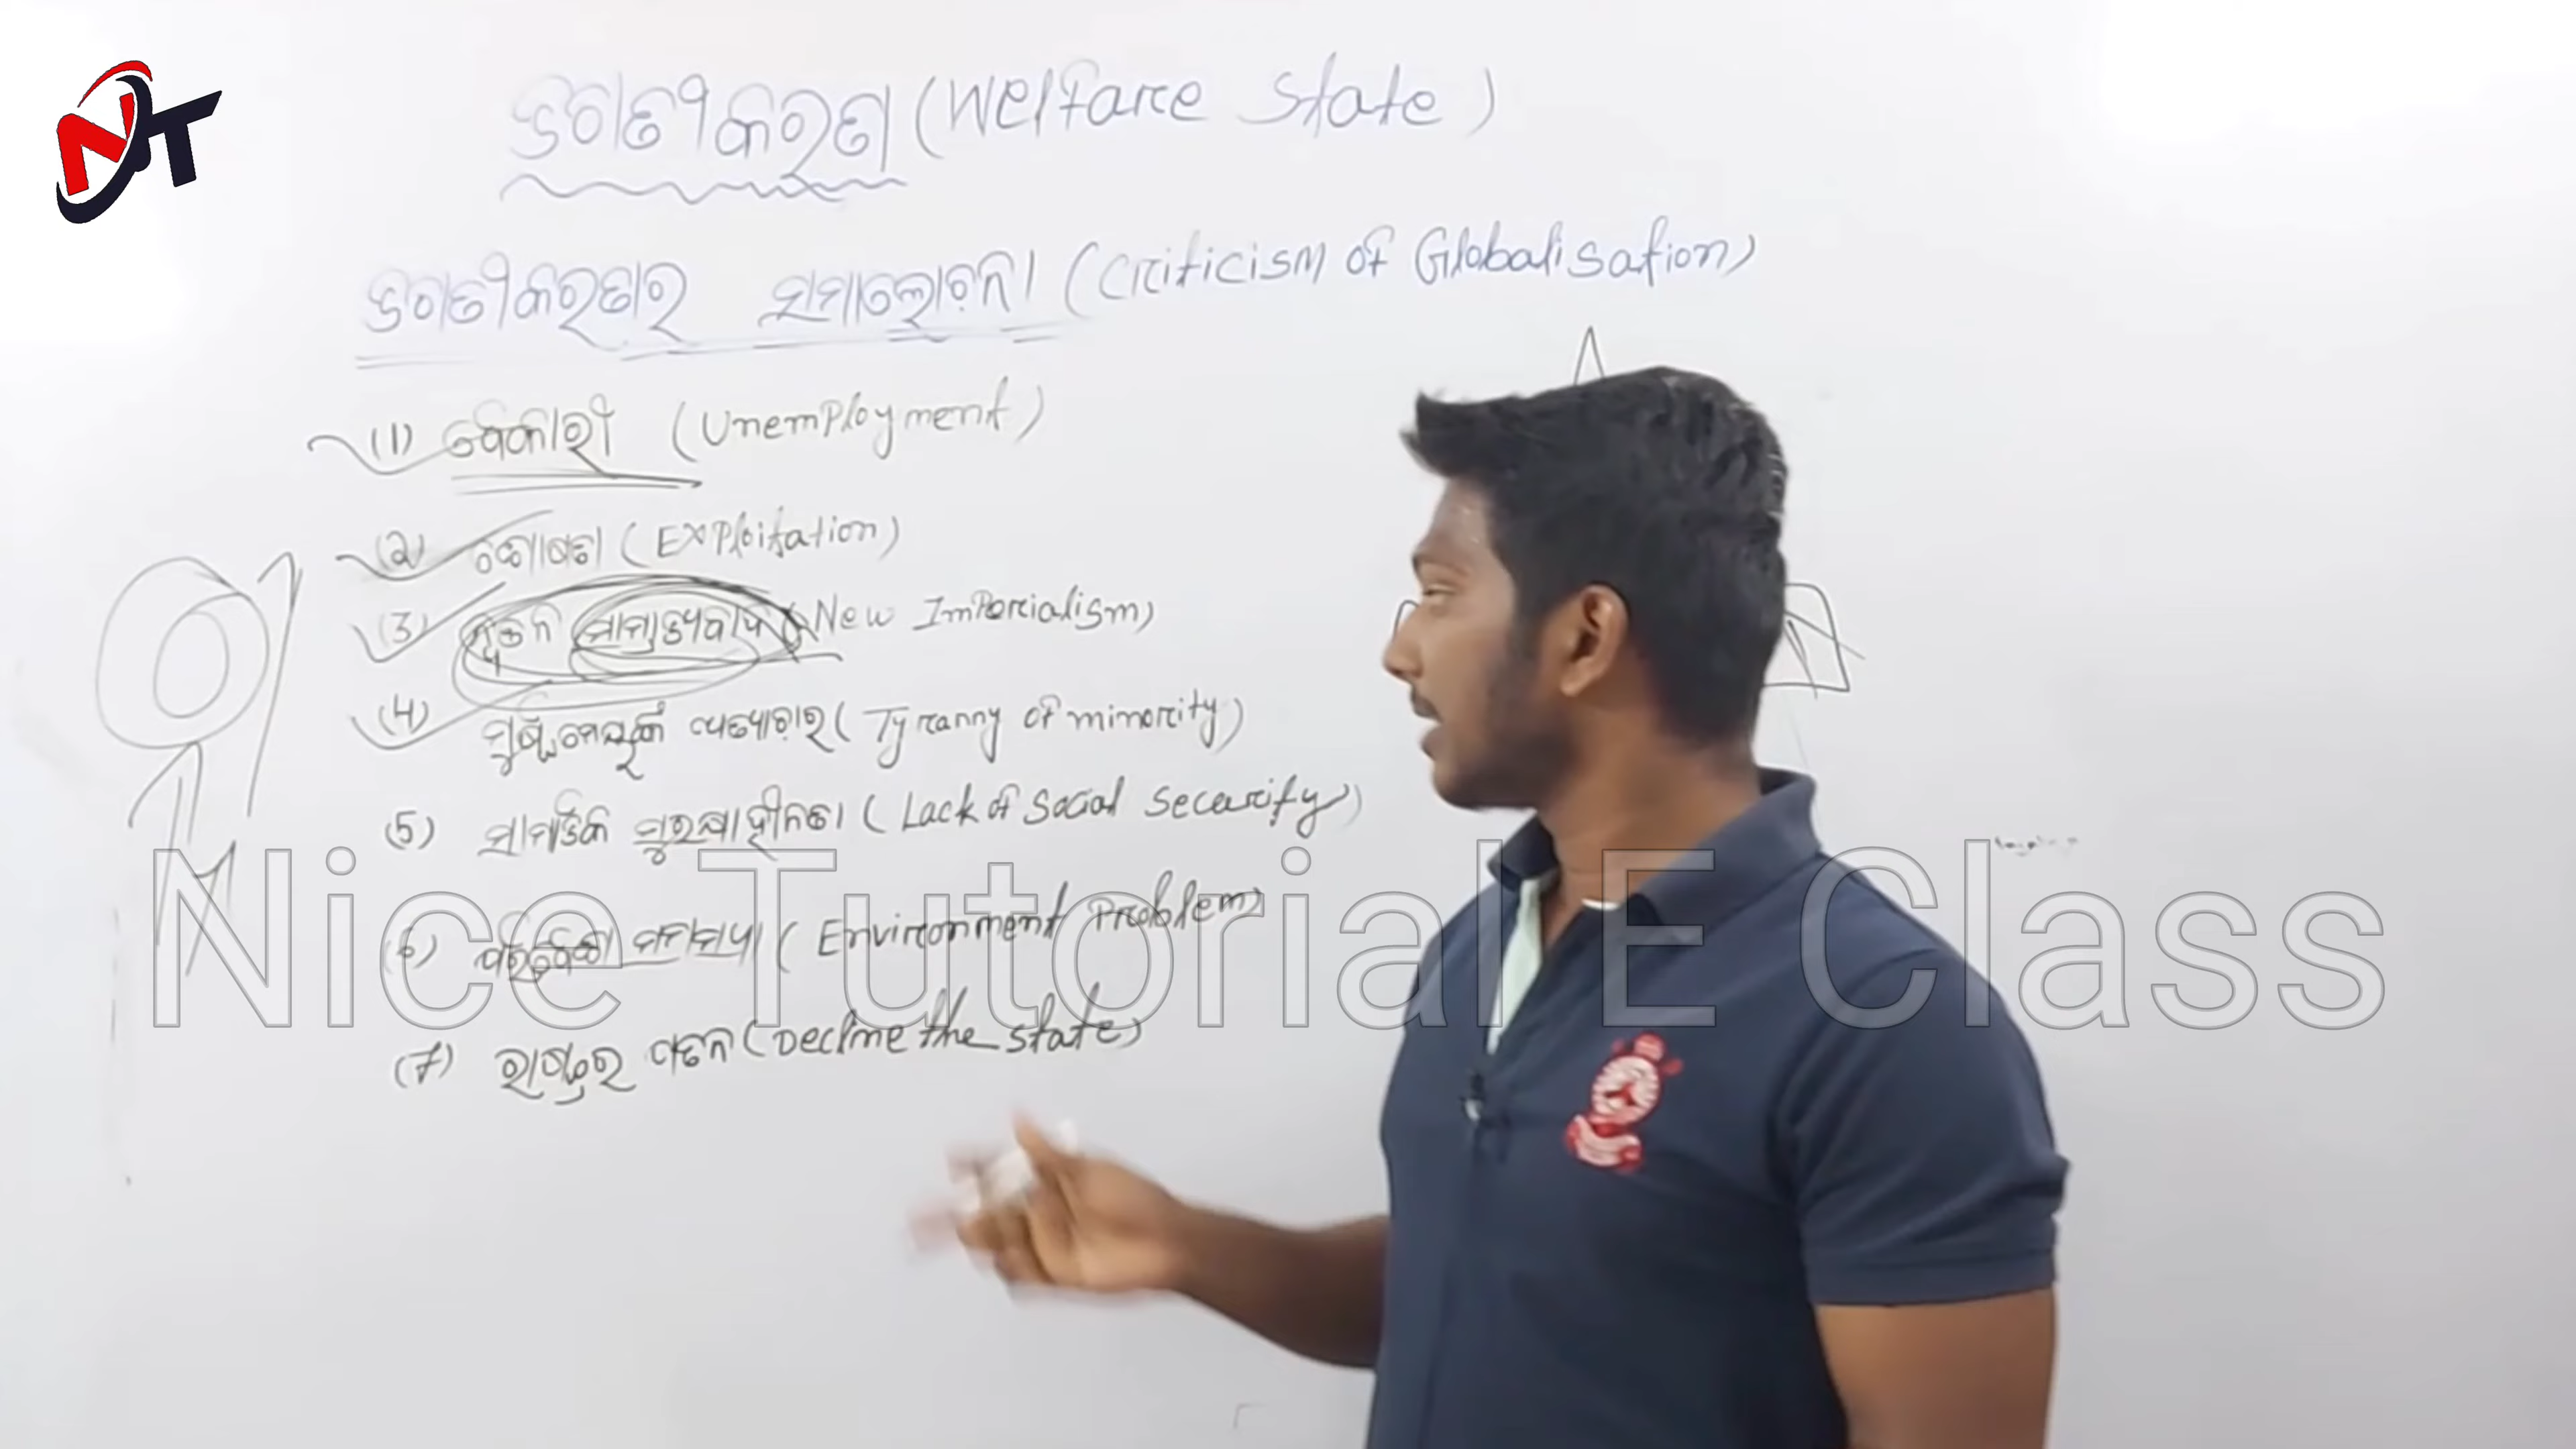 NT
ଜଗତୀକରଣ (Welfare State)
ଜଗତୀକରଣର ସମାଲୋଚନା (Criticism of Globalisation)
(1) ବେକାରୀ (Unemployment)
(2) ଶୋଷଣ (Exploitation)
(3) ନୂତନ ସାମ୍ରାଜ୍ୟବାଦ (New Imperialism)
(4) ମୁଷ୍ଟିମେୟଙ୍କ (Tyranny of minority)
(5) ସାମାଜିକ ସୁରକ୍ଷାହୀନତା (Lack of Social Security)
(6) ପରିବେଶ ସମସ୍ୟା (Environment Problem)
(7) ରାଷ୍ଟ୍ରର ପତନ (Decline the state)
Nice Tutorial E Class